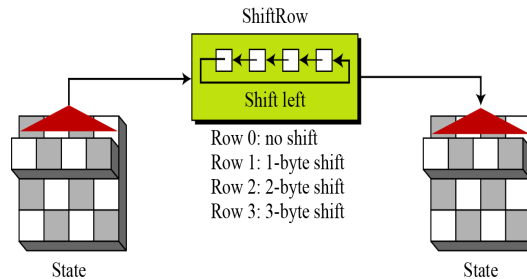 ShiftRow
Shift left
Row 0: no shift
Row 1: 1-byte shift
Row 2: 2-byte shift
Row 3: 3-byte shift
State
State